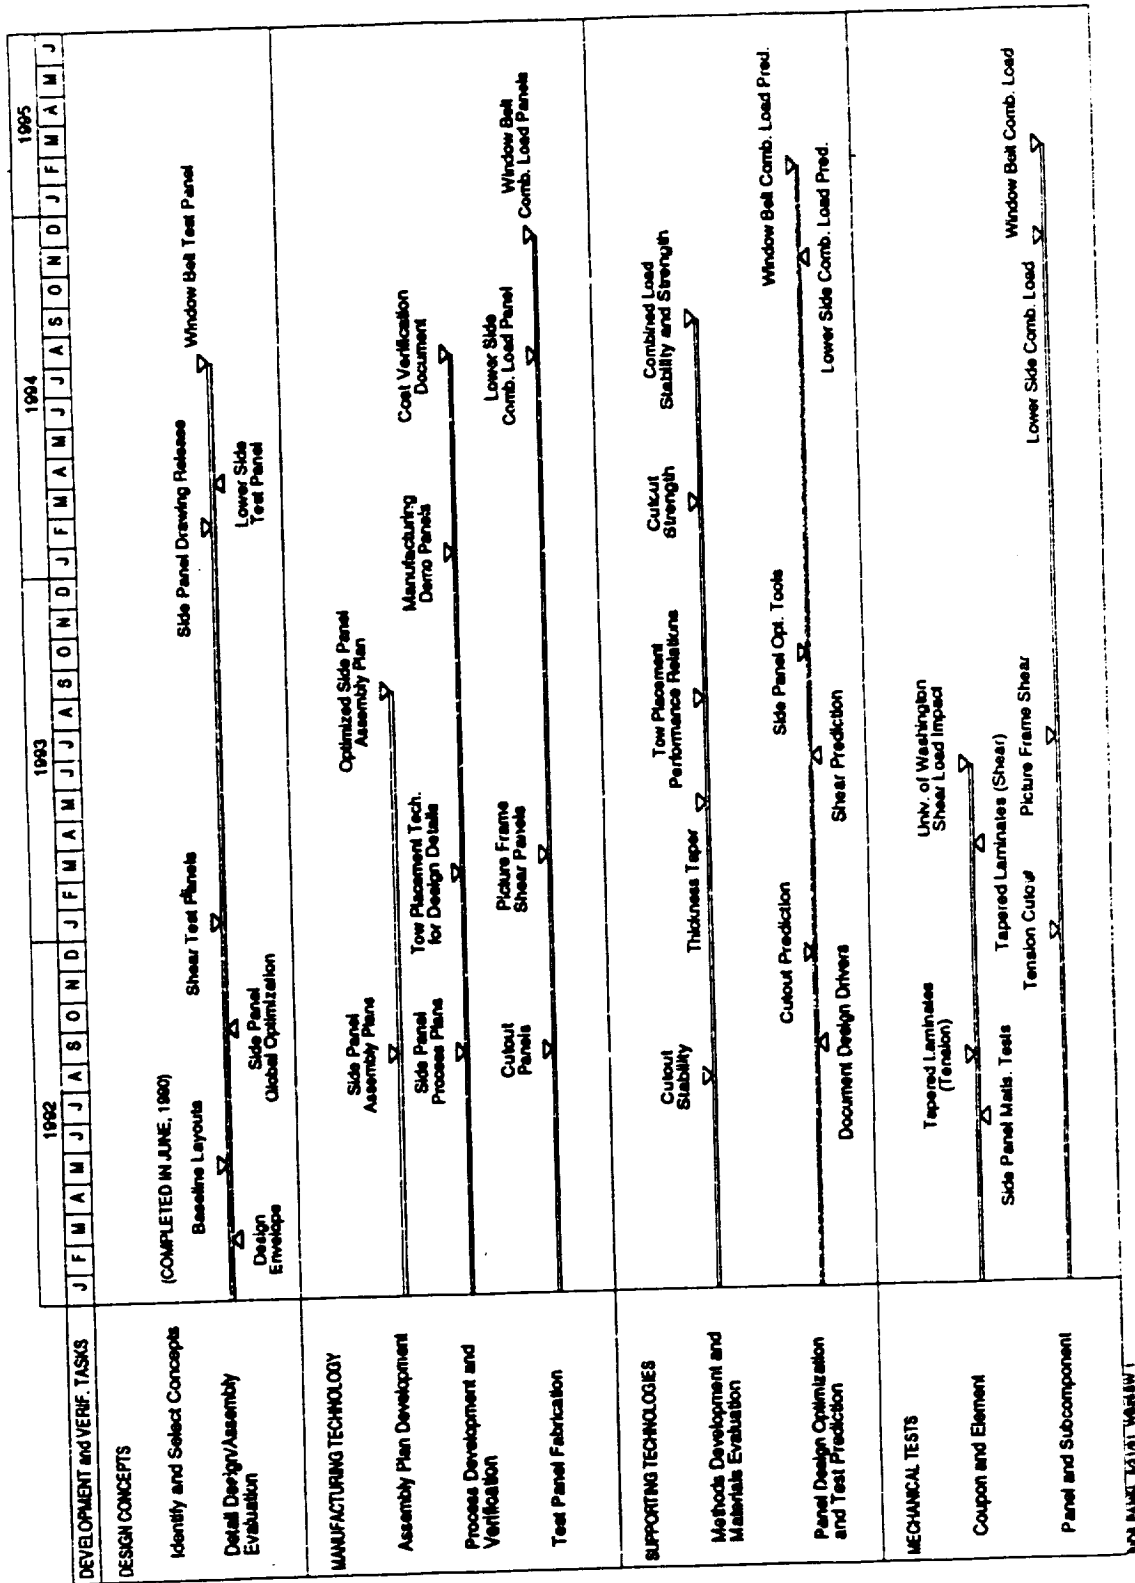 1992 1993 1994 1995
DEVELOPMENT and VERIF. TASKS J F M A M J J A S O N D J F M A M J J A S O N D J F M A M J J A S O N D J F M A M J
DESIGN CONCEPTS
Identify and Select Concepts (COMPLETED IN JUNE, 1990)
Baseline Layouts
Shear Test Panels
Side Panel Drawing Release
Window Belt Test Panel
Detail Design/Assembly
Evaluation
Design
Envelope
Side Panel
Global Optimization
Lower Side
Test Panel
MANUFACTURING TECHNOLOGY
Side Panel
Assembly Plans
Optimized Side Panel
Assembly Plan
Assembly Plan Development
Side Panel
Process Plans
Tow Placement Tech.
for Design Details
Manufacturing
Demo Panels
Cost Verification
Document
Process Development and
Verification
Cutout
Panels
Picture Frame
Shear Panels
Lower Side
Comb. Load Panel
Window Belt
Comb. Load Panels
Test Panel Fabrication
SUPPORTING TECHNOLOGIES
Cutout
Stability
Thickness Taper
Tow Placement
Performance Relations
Cutout
Strength
Combined Load
Stability and Strength
Methods Development and
Materials Evaluation
Cutout Prediction
Side Panel Opt. Tools
Window Belt Comb. Load Pred.
Panel Design Optimization
and Test Prediction
Document Design Drivers
Shear Prediction
Lower Side Comb. Load Pred.
MECHANICAL TESTS
Tapered Laminates
(Tension)
Univ. of Washington
Shear Load Impact
Coupon and Element
Side Panel Matls. Tests
Tapered Laminates (Shear)
Tension Cutout
Picture Frame Shear
Lower Side Comb. Load
Window Belt Comb. Load
Panel and Subcomponent